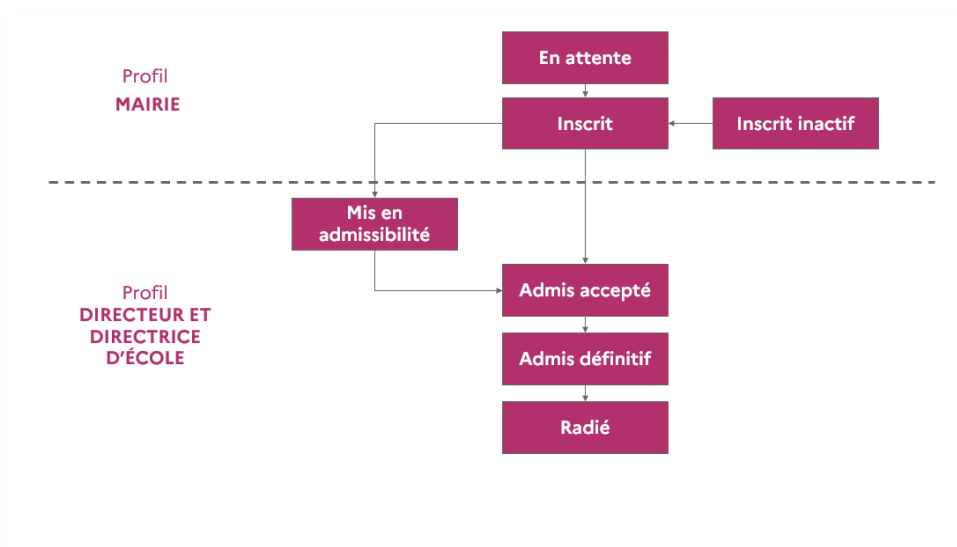 Profil
MAIRIE
En attente
Inscrit
Inscrit inactif
Mis en
admissibilité
Profil
DIRECTEUR ET
DIRECTRICE
D'ÉCOLE
Admis accepté
Admis définitif
Radié